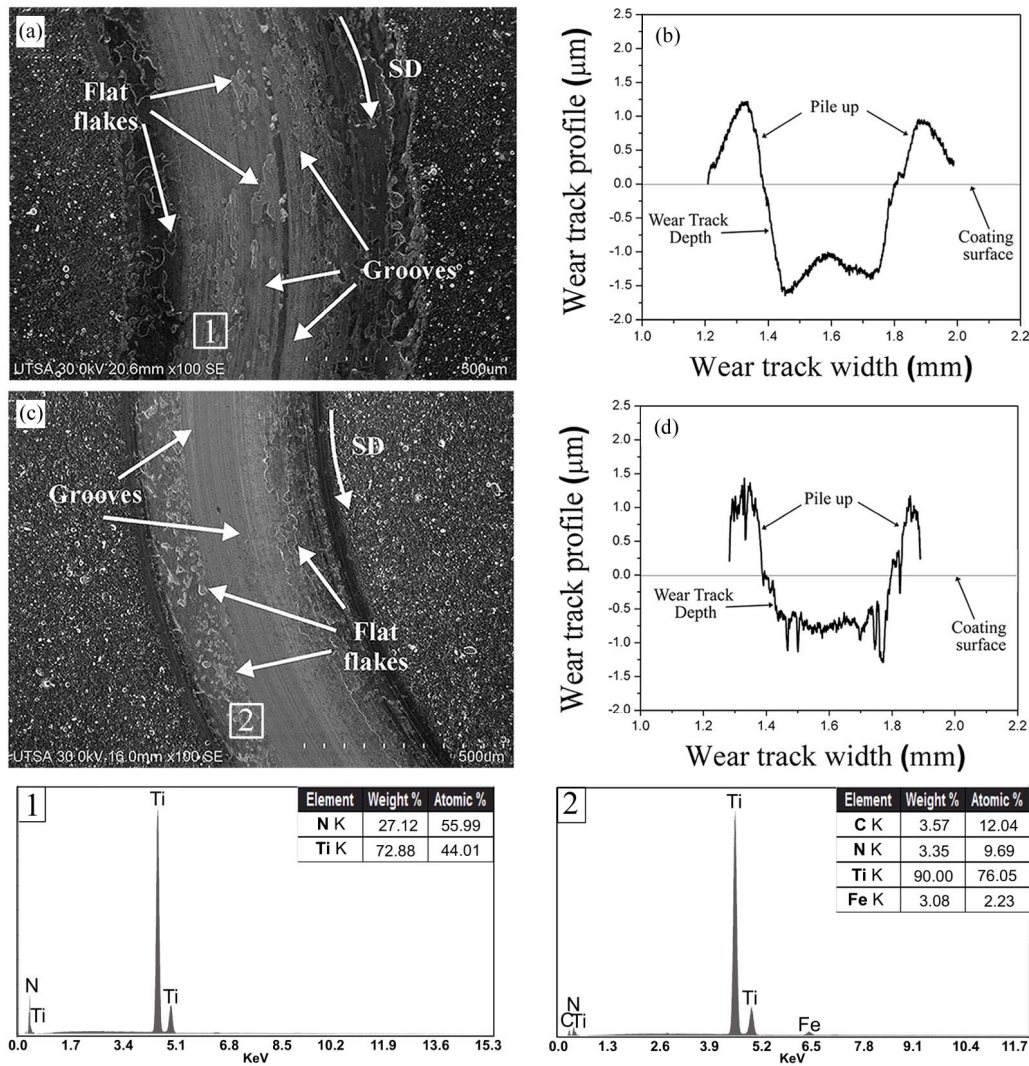 (a)
SD
Flat
flakes
Grooves
1
UTSA 30.0kV 20.6mm x100 SE
500um
(b)
Wear track profile (μm)
2.5
2.0
1.5
1.0
0.5
0.0
-0.5
-1.0
-1.5
-2.0
Pile up
Wear Track
Depth
Coating
surface
1.0 1.2 1.4 1.6 1.8 2.0 2.2
Wear track width (mm)
(c)
SD
Grooves
Flat
flakes
2
UTSA 30.0kV 16.0mm x100 SE
500um
(d)
Wear track profile (μm)
2.5
2.0
1.5
1.0
0.5
0.0
-0.5
-1.0
-1.5
-2.0
Pile up
Wear Track
Depth
Coating
surface
1.0 1.2 1.4 1.6 1.8 2.0 2.2
Wear track width (mm)
1
Element Weight % Atomic %
N K 27.12 55.99
Ti K 72.88 44.01
Ti
N
Ti
Ti
0.0 1.7 3.4 5.1 6.8 8.5 10.2 11.9 13.6 15.3
KeV
2
Element Weight % Atomic %
C K 3.57 12.04
N K 3.35 9.69
Ti K 90.00 76.05
Fe K 3.08 2.23
Ti
N
C Ti
Ti
Fe
0.0 1.3 2.6 3.9 5.2 6.5 7.8 9.1 10.4 11.7
KeV